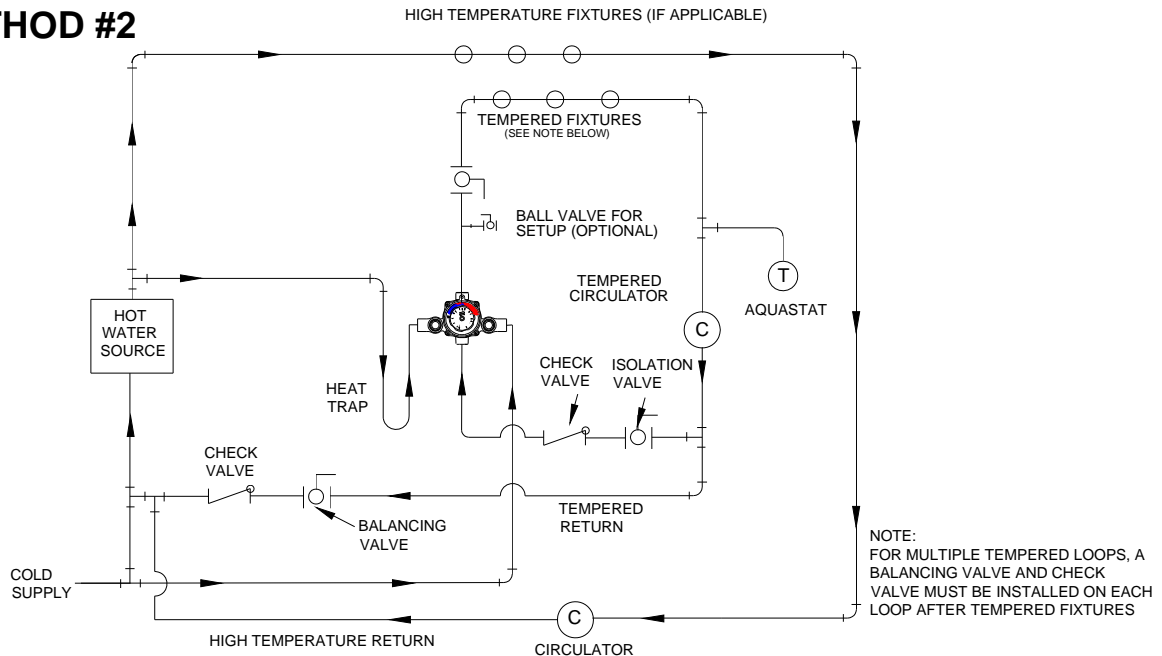 THOD #2
HIGH TEMPERATURE FIXTURES (IF APPLICABLE)
TEMPERED FIXTURES
(SEE NOTE BELOW)
BALL VALVE FOR
SETUP (OPTIONAL)
TEMPERED
CIRCULATOR
T
AQUASTAT
HOT
WATER
SOURCE
C
HEAT
TRAP
CHECK
VALVE
ISOLATION
VALVE
CHECK
VALVE
BALANCING
VALVE
TEMPERED
RETURN
COLD
SUPPLY
NOTE:
FOR MULTIPLE TEMPERED LOOPS, A
BALANCING VALVE AND CHECK
VALVE MUST BE INSTALLED ON EACH
LOOP AFTER TEMPERED FIXTURES
HIGH TEMPERATURE RETURN
C
CIRCULATOR